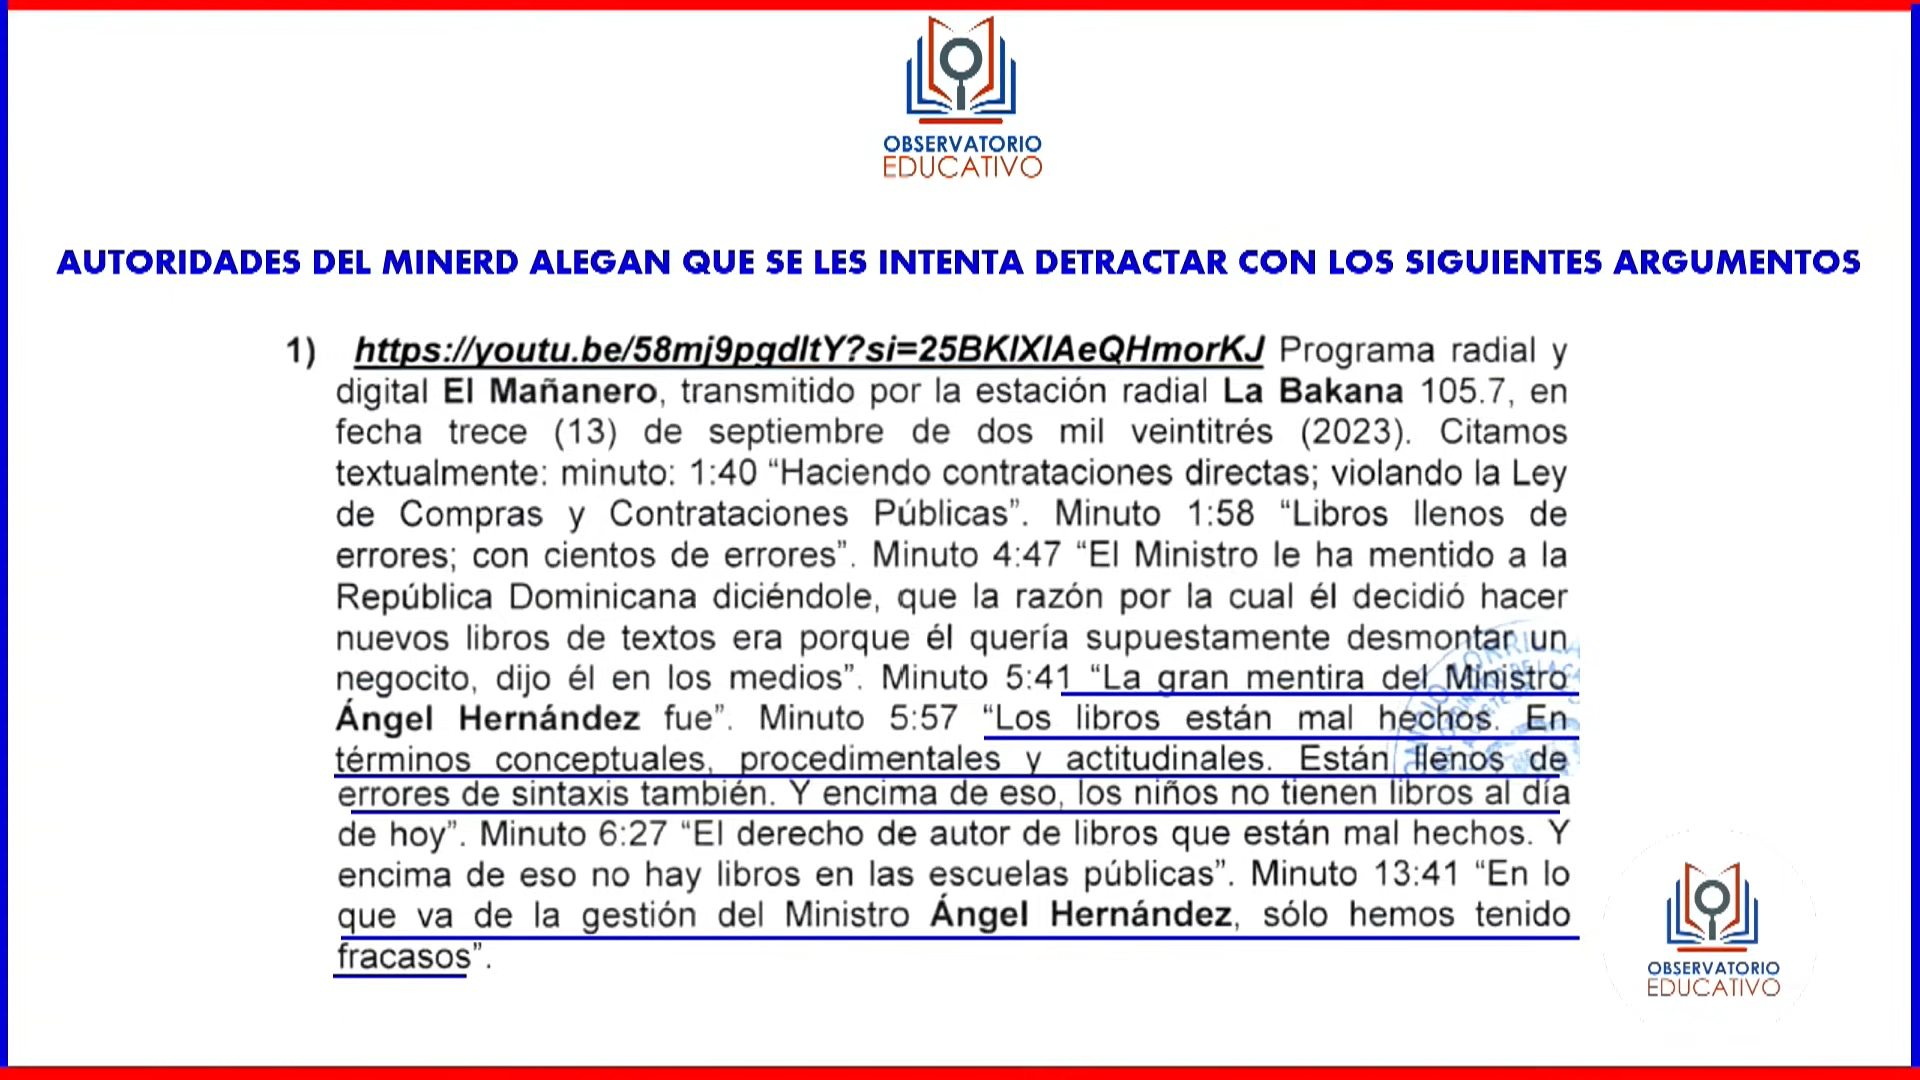 OBSERVATORIO
EDUCATIVO
AUTORIDADES DEL MINERD ALEGAN QUE SE LES INTENTA DETRACTAR CON LOS SIGUIENTES ARGUMENTOS
1) https://youtu.be/58mj9pgdltY?si=25BKlXlAeQHmorKJ Programa radial y
digital El Mañanero, transmitido por la estación radial La Bakana 105.7, en
fecha trece (13) de septiembre de dos mil veintitrés (2023). Citamos
textualmente: minuto: 1:40 “Haciendo contrataciones directas; violando la Ley
de Compras y Contrataciones Públicas”. Minuto 1:58 “Libros llenos de
errores; con cientos de errores”. Minuto 4:47 “El Ministro le ha mentido a la
República Dominicana diciéndole, que la razón por la cual él decidió hacer
nuevos libros de textos era porque él quería supuestamente desmontar un
negocito, dijo él en los medios”. Minuto 5:41 “La gran mentira del Ministro
Ángel Hernández fue”. Minuto 5:57 “Los libros están mal hechos. En
términos conceptuales, procedimentales y actitudinales. Están llenos de
errores de sintaxis también. Y encima de eso, los niños no tienen libros al día
de hoy”. Minuto 6:27 “El derecho de autor de libros que están mal hechos. Y
encima de eso no hay libros en las escuelas públicas”. Minuto 13:41 “En lo
que va de la gestión del Ministro Ángel Hernández, sólo hemos tenido
fracasos”.
OBSERVATORIO
EDUCATIVO